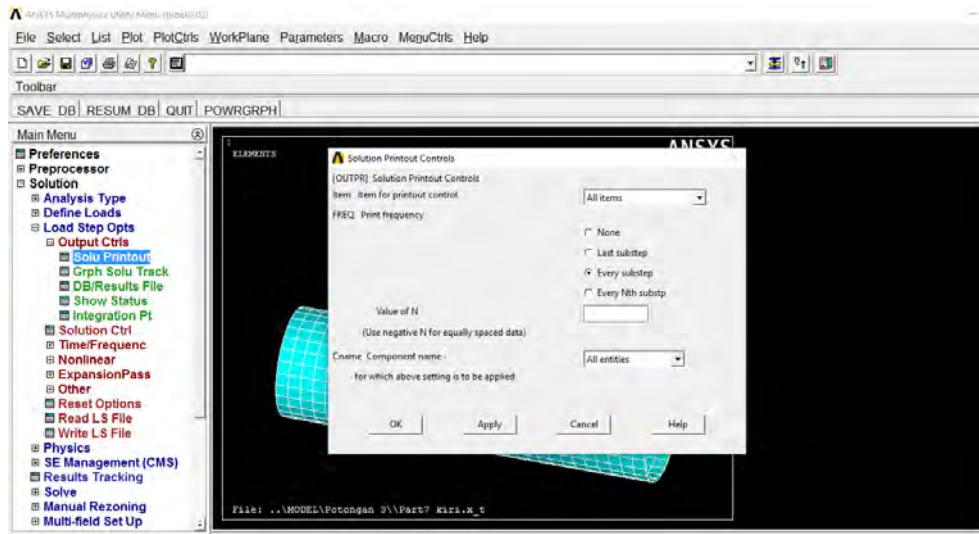 ANSYS Multiphysics Utility Menu
File Select List Plot PlotCtrls WorkPlane Parameters Macro MenuCtrls Help
Toolbar
SAVE_DB RESUM_DB QUIT POWRGRPH
Main Menu
Preferences
Preprocessor
Solution
Analysis Type
Define Loads
Load Step Opts
Output Ctrls
Solu Printout
Grph Solu Track
DB/Results File
Show Status
Integration Pt
Solution Ctrl
Time/Frequenc
Nonlinear
ExpansionPass
Other
Reset Options
Read LS File
Write LS File
Physics
SE Management (CMS)
Results Tracking
Solve
Manual Rezoning
Multi-field Set Up
1
ELEMENTS
ANSYS
File: ..\MODEL\Potongan 3\\Part7 kiri.x_t
Solution Printout Controls
[OUTPR] Solution Printout Controls
Item Item for printout control
All items
FREQ Print frequency
None
Last substep
Every substep
Every Nth substp
Value of N
(Use negative N for equally spaced data)
Cname Component name -
All entities
- for which above setting is to be applied
OK Apply Cancel Help